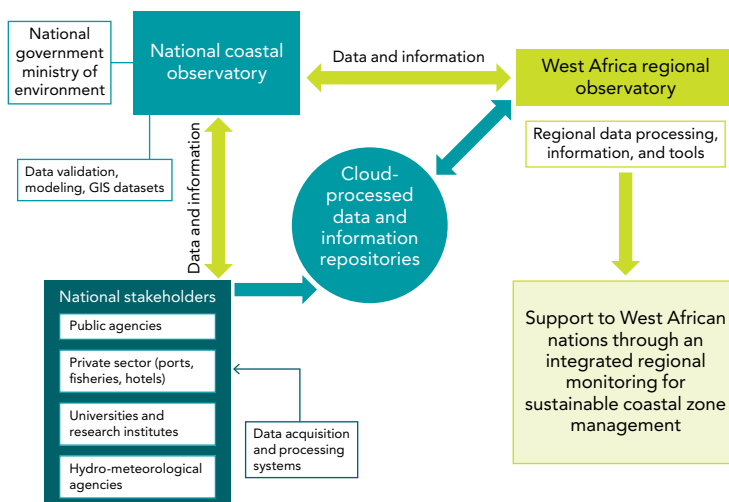 National
government
ministry of
environment
National coastal
observatory
Data and information
West Africa regional
observatory
Data validation,
modeling, GIS datasets
Data and information
Regional data processing,
information, and tools
Cloud-
processed
data and
information
repositories
National stakeholders
Public agencies
Private sector (ports,
fisheries, hotels)
Universities and
research institutes
Hydro-meteorological
agencies
Data acquisition
and processing
systems
Support to West African
nations through an
integrated regional
monitoring for
sustainable coastal zone
management